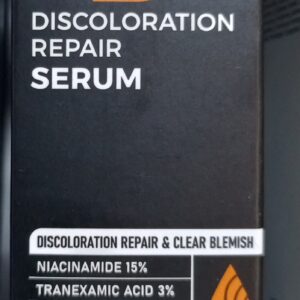 DISCOLORATION
REPAIR
SERUM
DISCOLORATION REPAIR & CLEAR BLEMISH
NIACINAMIDE 15%
TRANEXAMIC ACID 3%